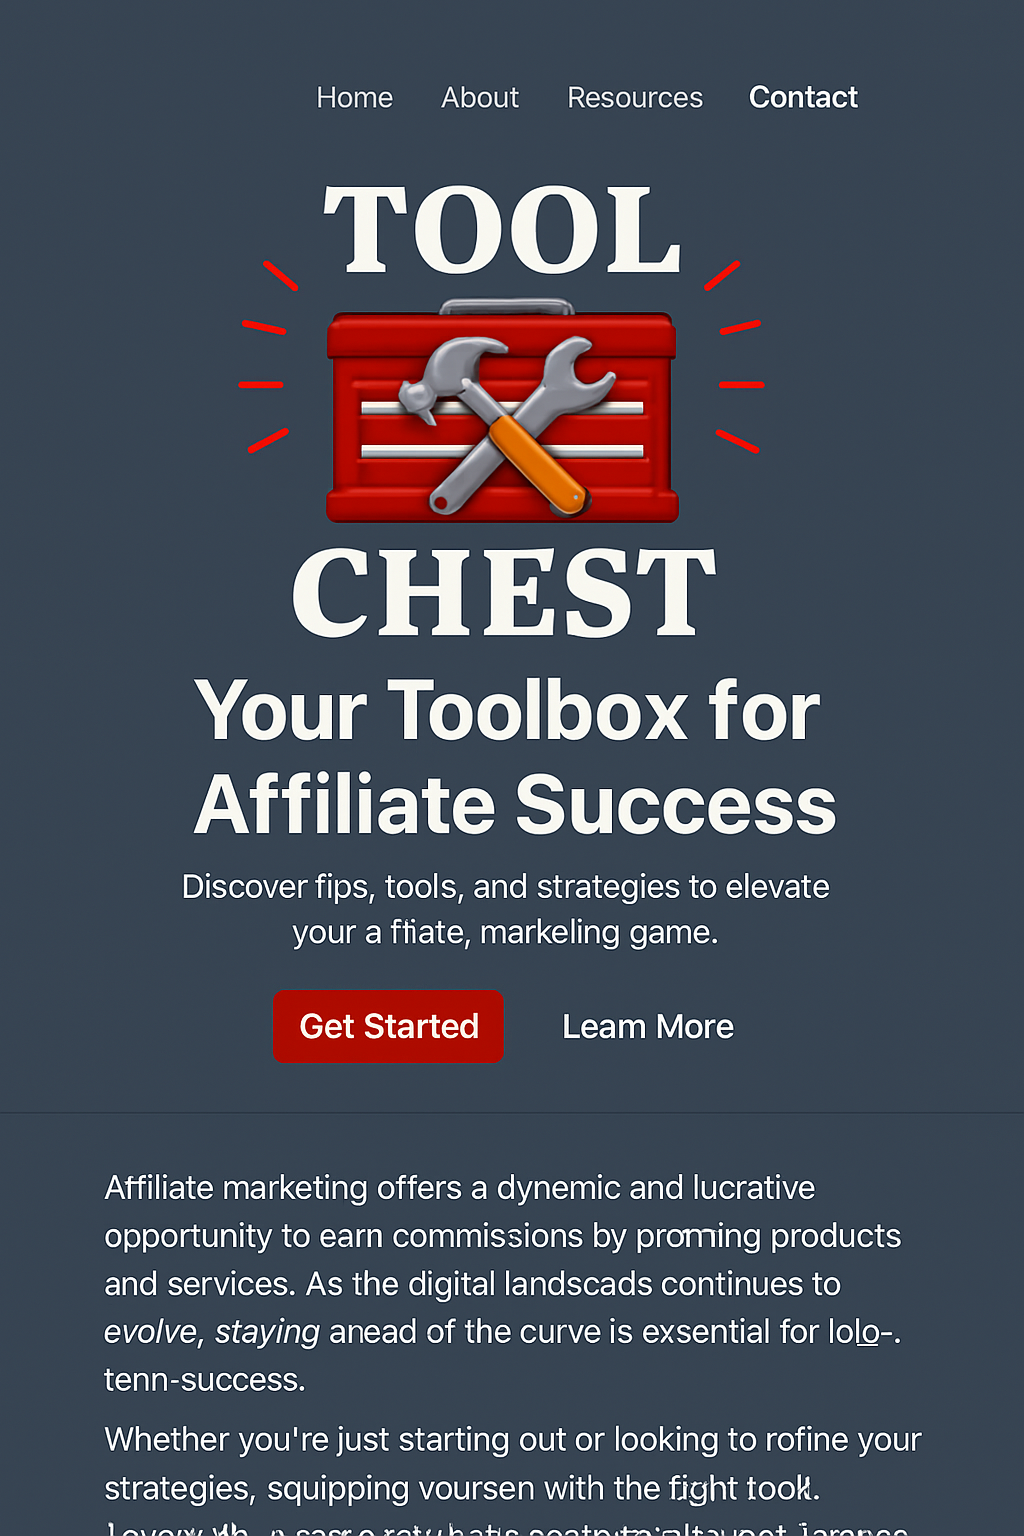 Home About Resources Contact
TOOL
CHEST
Your Toolbox for
Affiliate Success
Discover fips, tools, and strategies to elevate
your a ffiate, markeling game.
Get Started Leam More
Affiliate marketing offers a dynemic and lucrative
opportunity to earn commissions by proming products
and services. As the digital landscads continues to
evolve, staying anead of the curve is exsential for lolo-.
tenn-success.
Whether you're just starting out or looking to rofine your
strategies, squipping voursen with the fight took.